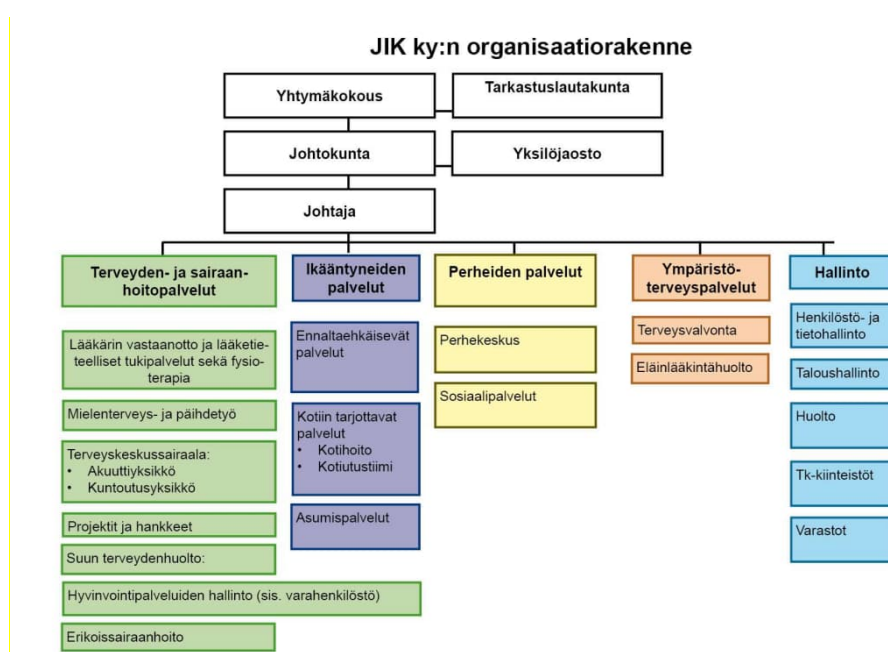 JIK ky:n organisaatiorakenne
Yhtymäkokous
Tarkastuslautakunta
Johtokunta
Yksilöjaosto
Johtaja
Terveyden- ja sairaan-
hoitopalvelut
Lääkärin vastaanotto ja lääketie-
teelliset tukipalvelut sekä fysio-
terapia
Mielenterveys- ja päihdetyö
Terveyskeskussairaala:
• Akuuttiyksikkö
• Kuntoutusyksikkö
Projektit ja hankkeet
Suun terveydenhuolto:
Hyvinvointipalveluiden hallinto (sis. varahenkilöstö)
Erikoissairaanhoito
Ikääntyneiden
palvelut
Ennaltaehkäisevät
palvelut
Kotiin tarjottavat
palvelut
• Kotihoito
• Kotiutustiimi
Asumispalvelut
Perheiden palvelut
Perhekeskus
Sosiaalipalvelut
Ympäristö-
terveyspalvelut
Terveysvalvonta
Eläinlääkintähuolto
Hallinto
Henkilöstö- ja
tietohallinto
Taloushallinto
Huolto
Tk-kiinteistöt
Varastot